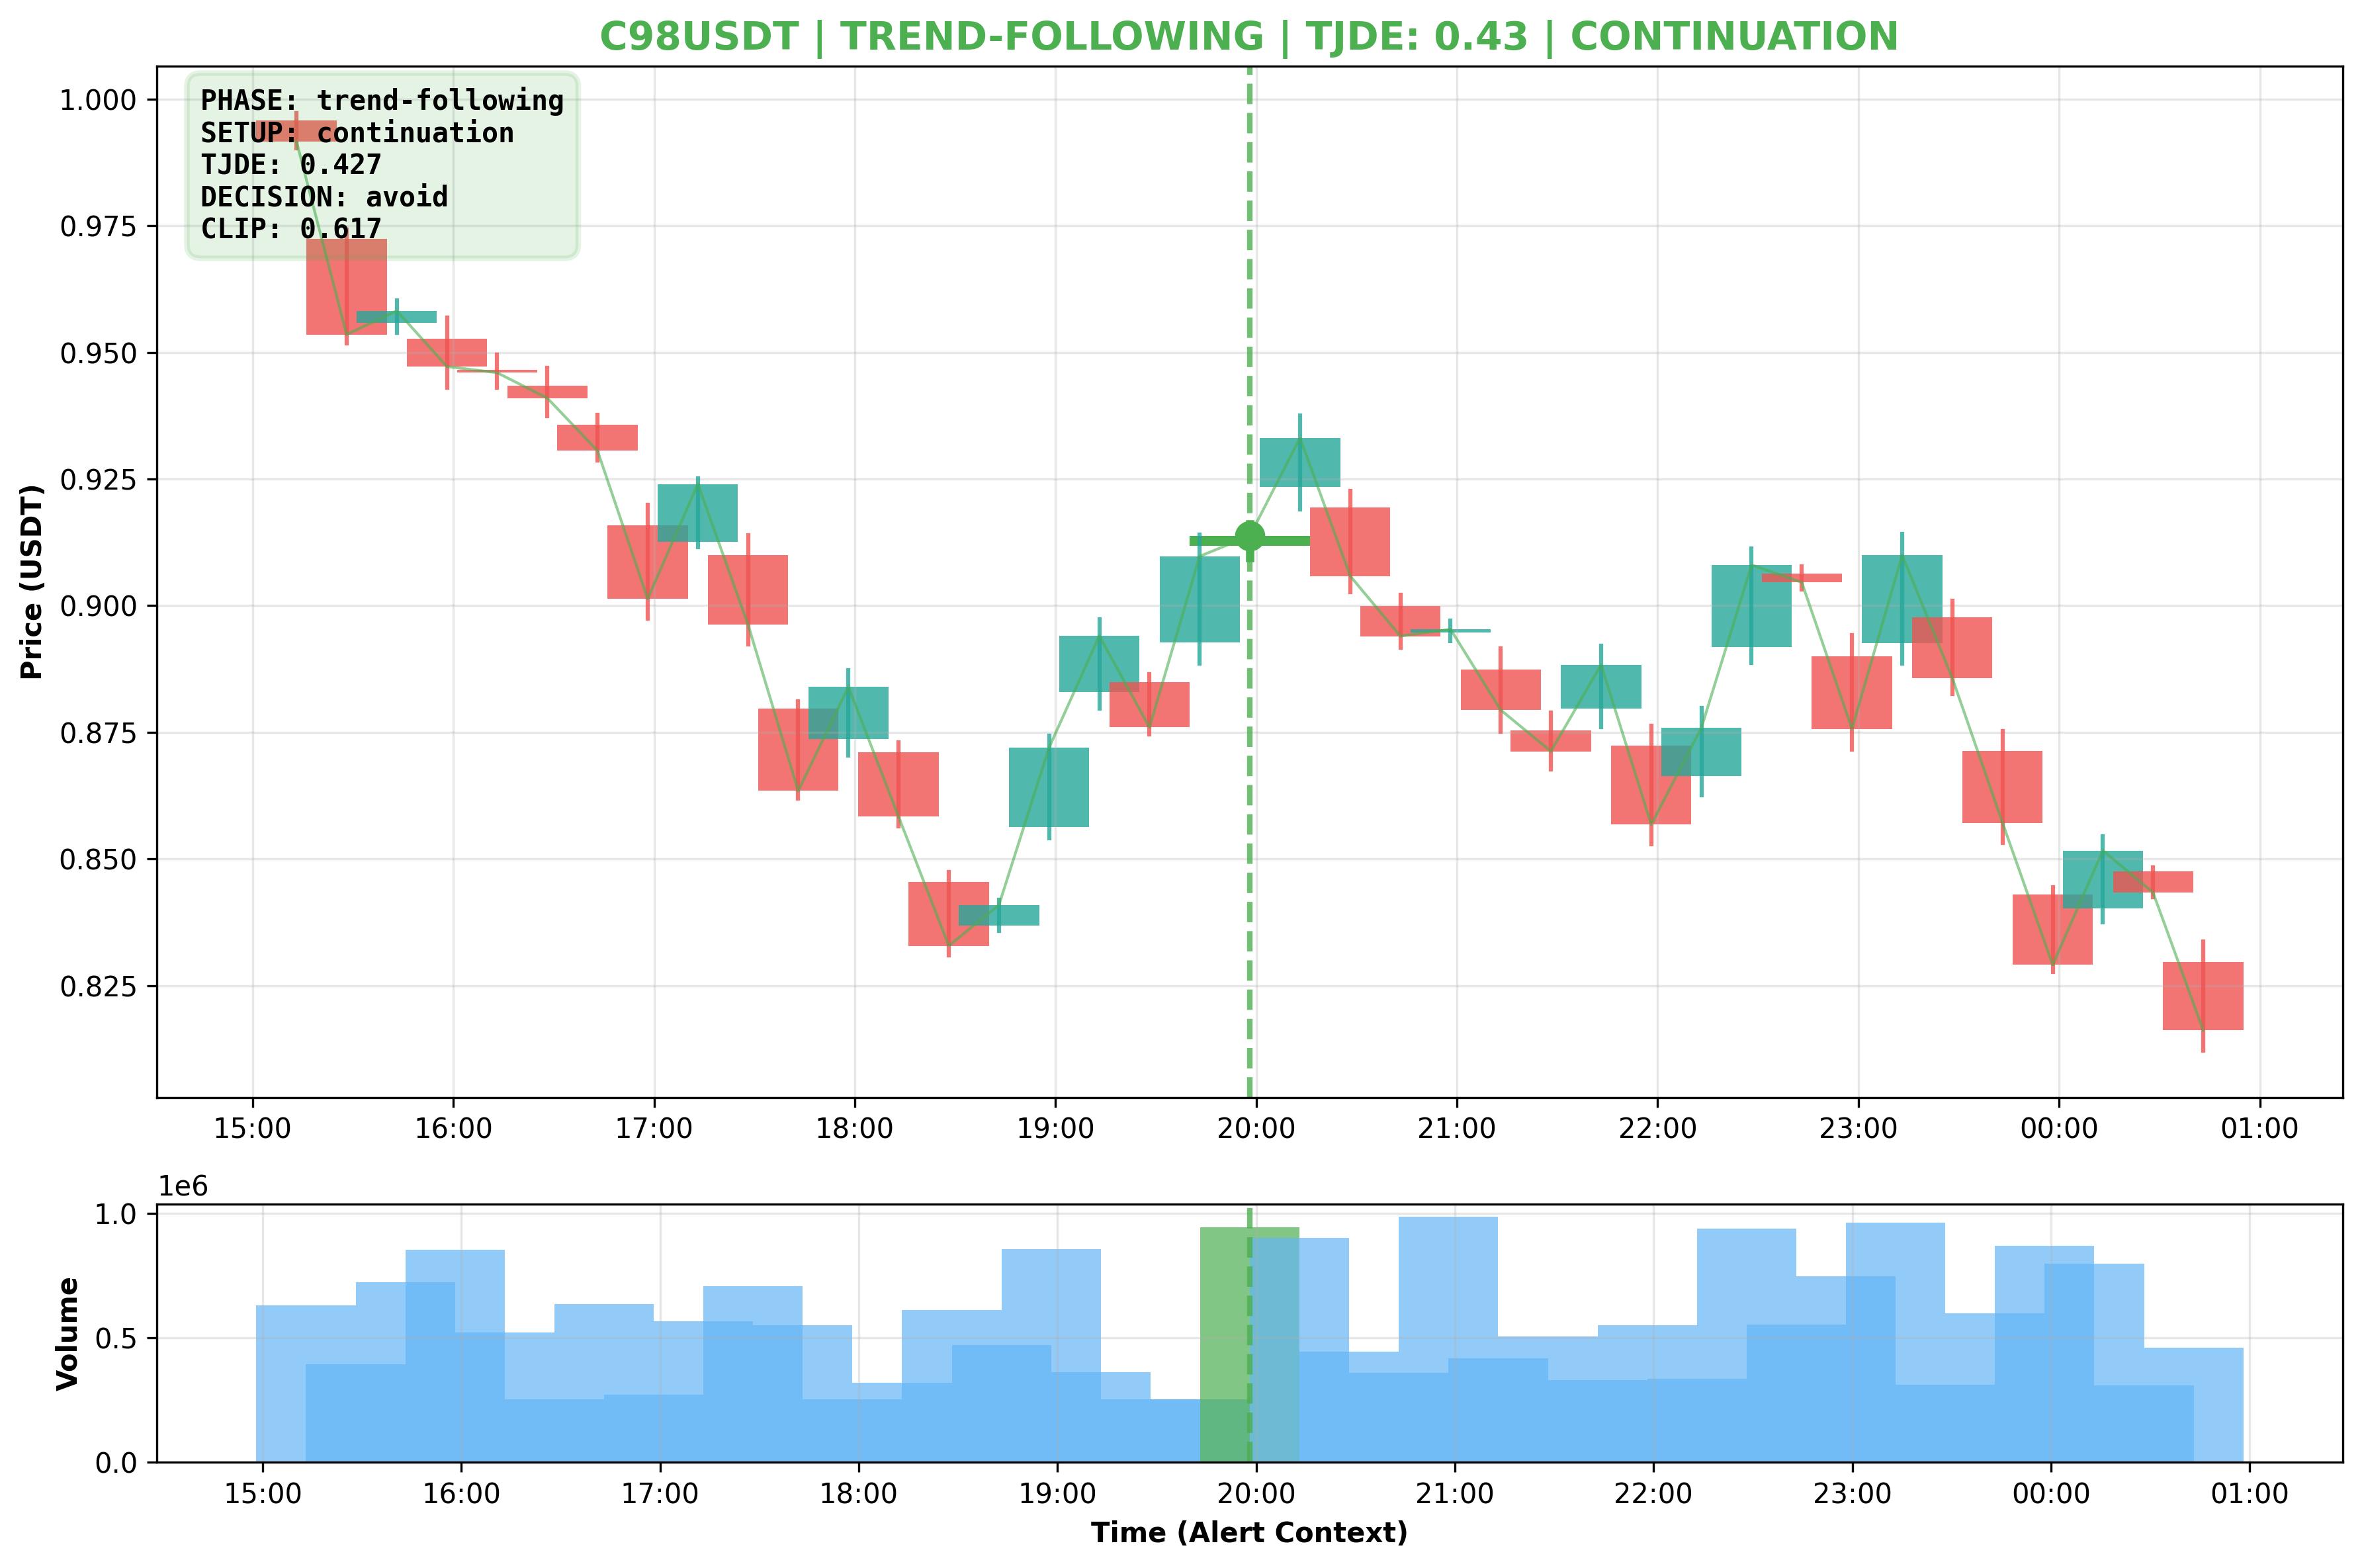 C98USDT | TREND-FOLLOWING | TJDE: 0.43 | CONTINUATION
PHASE: trend-following
SETUP: continuation
TJDE: 0.427
DECISION: avoid
CLIP: 0.617
Price (USDT)
1.000
0.975
0.950
0.925
0.900
0.875
0.850
0.825
15:00 16:00 17:00 18:00 19:00 20:00 21:00 22:00 23:00 00:00 01:00
1e6
Volume
1.0
0.5
0.0
15:00 16:00 17:00 18:00 19:00 20:00 21:00 22:00 23:00 00:00 01:00
Time (Alert Context)